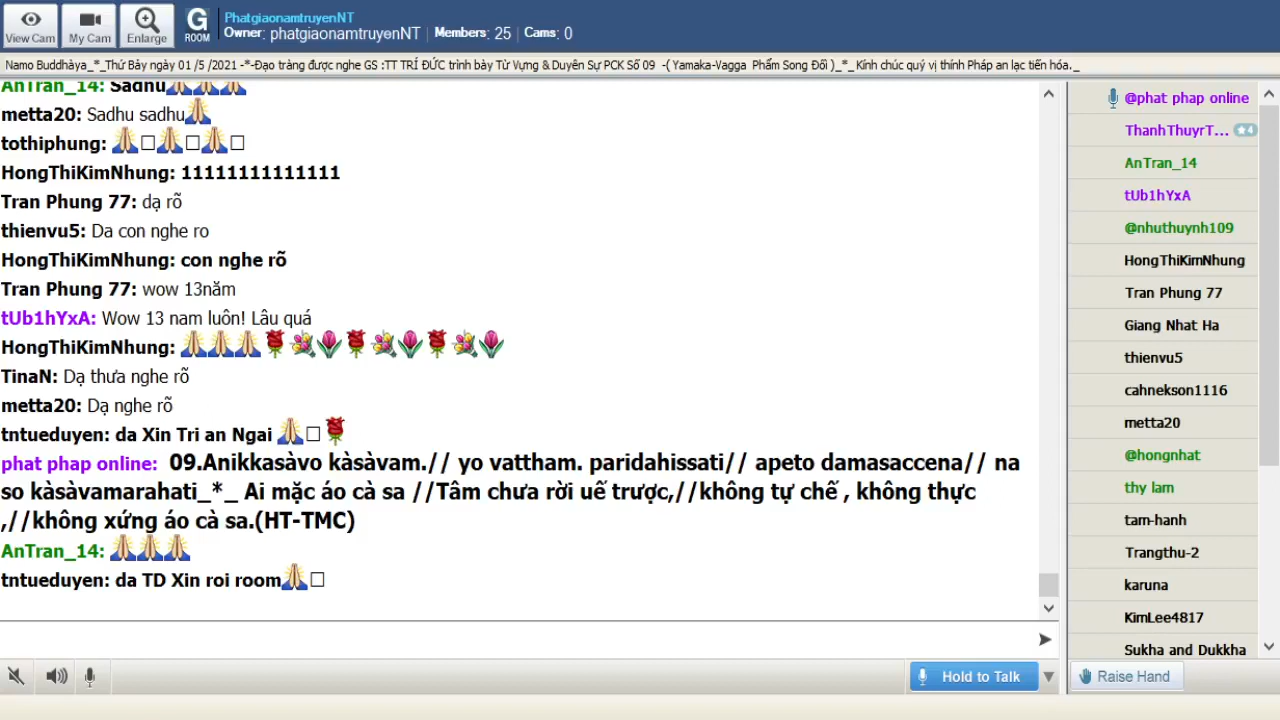 View Cam
My Cam
Enlarge
G
ROOM
PhatgiaonamtruyenNT
Owner: phatgiaonamtruyenNT | Members: 25 | Cams: 0
Namo Buddhàya_*_Thứ Bảy ngày 01 /5 /2021 -*-Đạo tràng được nghe GS :TT TRÍ ĐỨC trình bày Từ Vựng & Duyên Sự PCK Số 09 -( Yamaka-Vagga Phẩm Song Đối )_*_ Kính chúc quý vị thính Pháp an lạc tiến hóa._
AnTran_14: Sadhu🙏🙏🙏
metta20: Sadhu sadhu🙏
tothiphung: 🙏□🙏□🙏□
HongThiKimNhung: 11111111111111
Tran Phung 77: dạ rõ
thienvu5: Da con nghe ro
HongThiKimNhung: con nghe rõ
Tran Phung 77: wow 13năm
tUb1hYxA: Wow 13 nam luôn! Lâu quá
HongThiKimNhung: 🙏🙏🙏🌹💐🌷🌹💐🌷🌹💐🌷
TinaN: Dạ thưa nghe rõ
metta20: Dạ nghe rõ
tntueduyen: da Xin Tri an Ngai 🙏□🌹
phat phap online: 09.Anikkasàvo kàsàvam.// yo vattham. paridahissati// apeto damasaccena// na
so kàsàvamarahati_*_ Ai mặc áo cà sa //Tâm chưa rời uế trược,//không tự chế , không thực
,//không xứng áo cà sa.(HT-TMC)
AnTran_14: 🙏🙏🙏
tntueduyen: da TD Xin roi room🙏□
Hold to Talk
@phat phap online
ThanhThuyrT... ★4
AnTran_14
tUb1hYxA
@nhuthuynh109
HongThiKimNhung
Tran Phung 77
Giang Nhat Ha
thienvu5
cahnekson1116
metta20
@hongnhat
thy lam
tam-hanh
Trangthu-2
karuna
KimLee4817
Sukha and Dukkha
Raise Hand